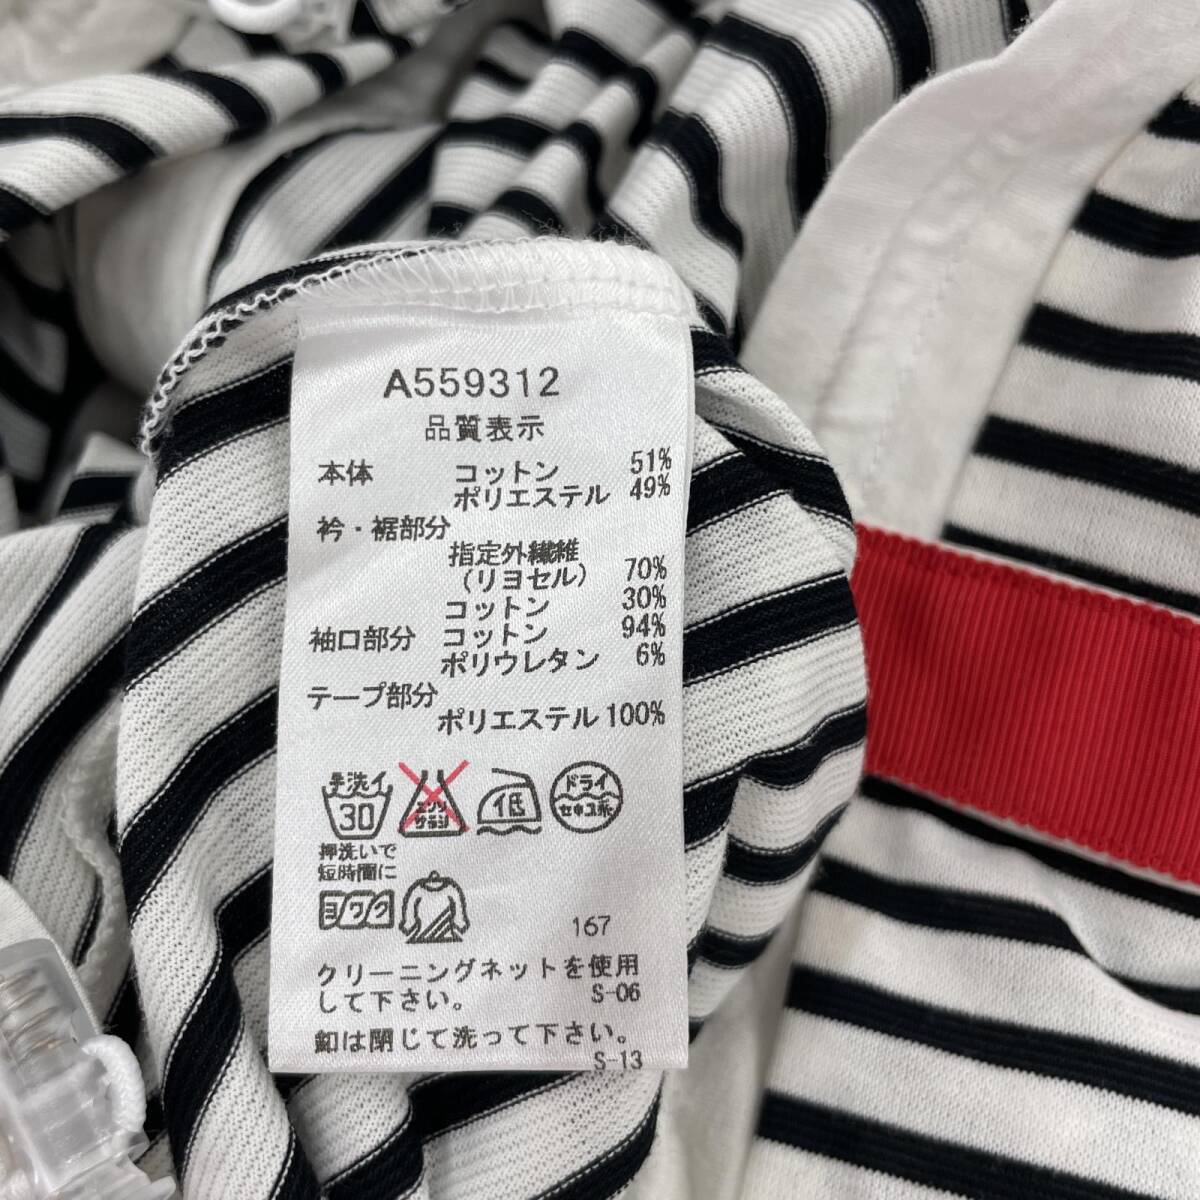 A559312
品質表示
本体 コットン 51%
ポリエステル 49%
衿・裾部分
指定外繊維
(リヨセル) 70%
コットン 30%
袖口部分 コットン 94%
ポリウレタン 6%
テープ部分
ポリエステル 100%
手洗イ 30 エンソサラシ 低 ドライ セキユ系
押洗いで
短時間に
ヨワク
167
クリーニングネットを使用
して下さい。 S-06
釦は閉じて洗って下さい。
S-13